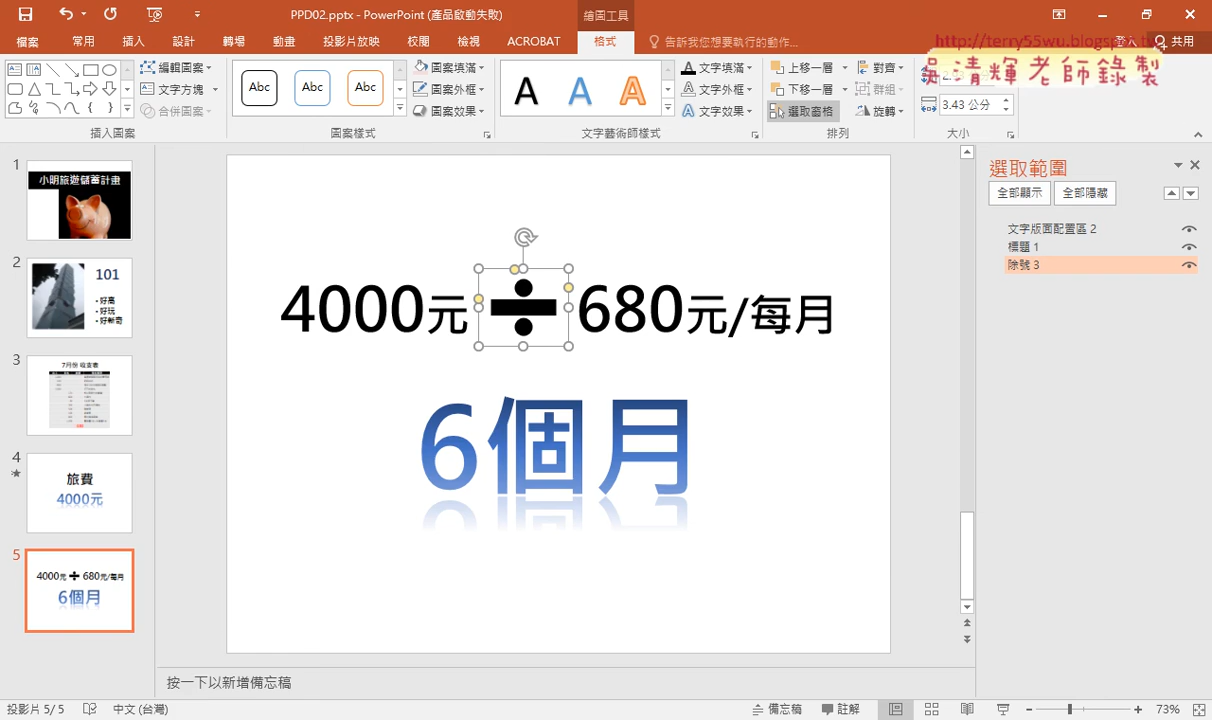 PPD02.pptx - PowerPoint (產品啟動失敗)
繪圖工具
檔案 常用 插入 設計 轉場 動畫 投影片放映 校閱 檢視 ACROBAT 格式 告訴我您想要執行的動作... 登入 共用
http://terry55wu.blogspot.tw
吳清輝老師錄製
編輯圖案
文字方塊
合併圖案
插入圖案
Abc Abc Abc
圖案填滿
圖案外框
圖案效果
圖案樣式
A A A
文字填滿
文字外框
文字效果
文字藝術師樣式
上移一層 對齊
下移一層 群組
選取窗格 旋轉
排列
3.43 公分
大小
1
小明旅遊儲蓄計畫
2
101
• 好高
• 好玩
• 好新奇
3
7月份 收支表
4
旅費
4000元
5
4000元 ÷ 680元/每月
6個月
4000元 ÷ 680元/每月
6個月
選取範圍
全部顯示 全部隱藏
文字版面配置區 2
標題 1
除號 3
按一下以新增備忘稿
投影片 5/5 中文 (台灣) 備忘稿 註解 73%